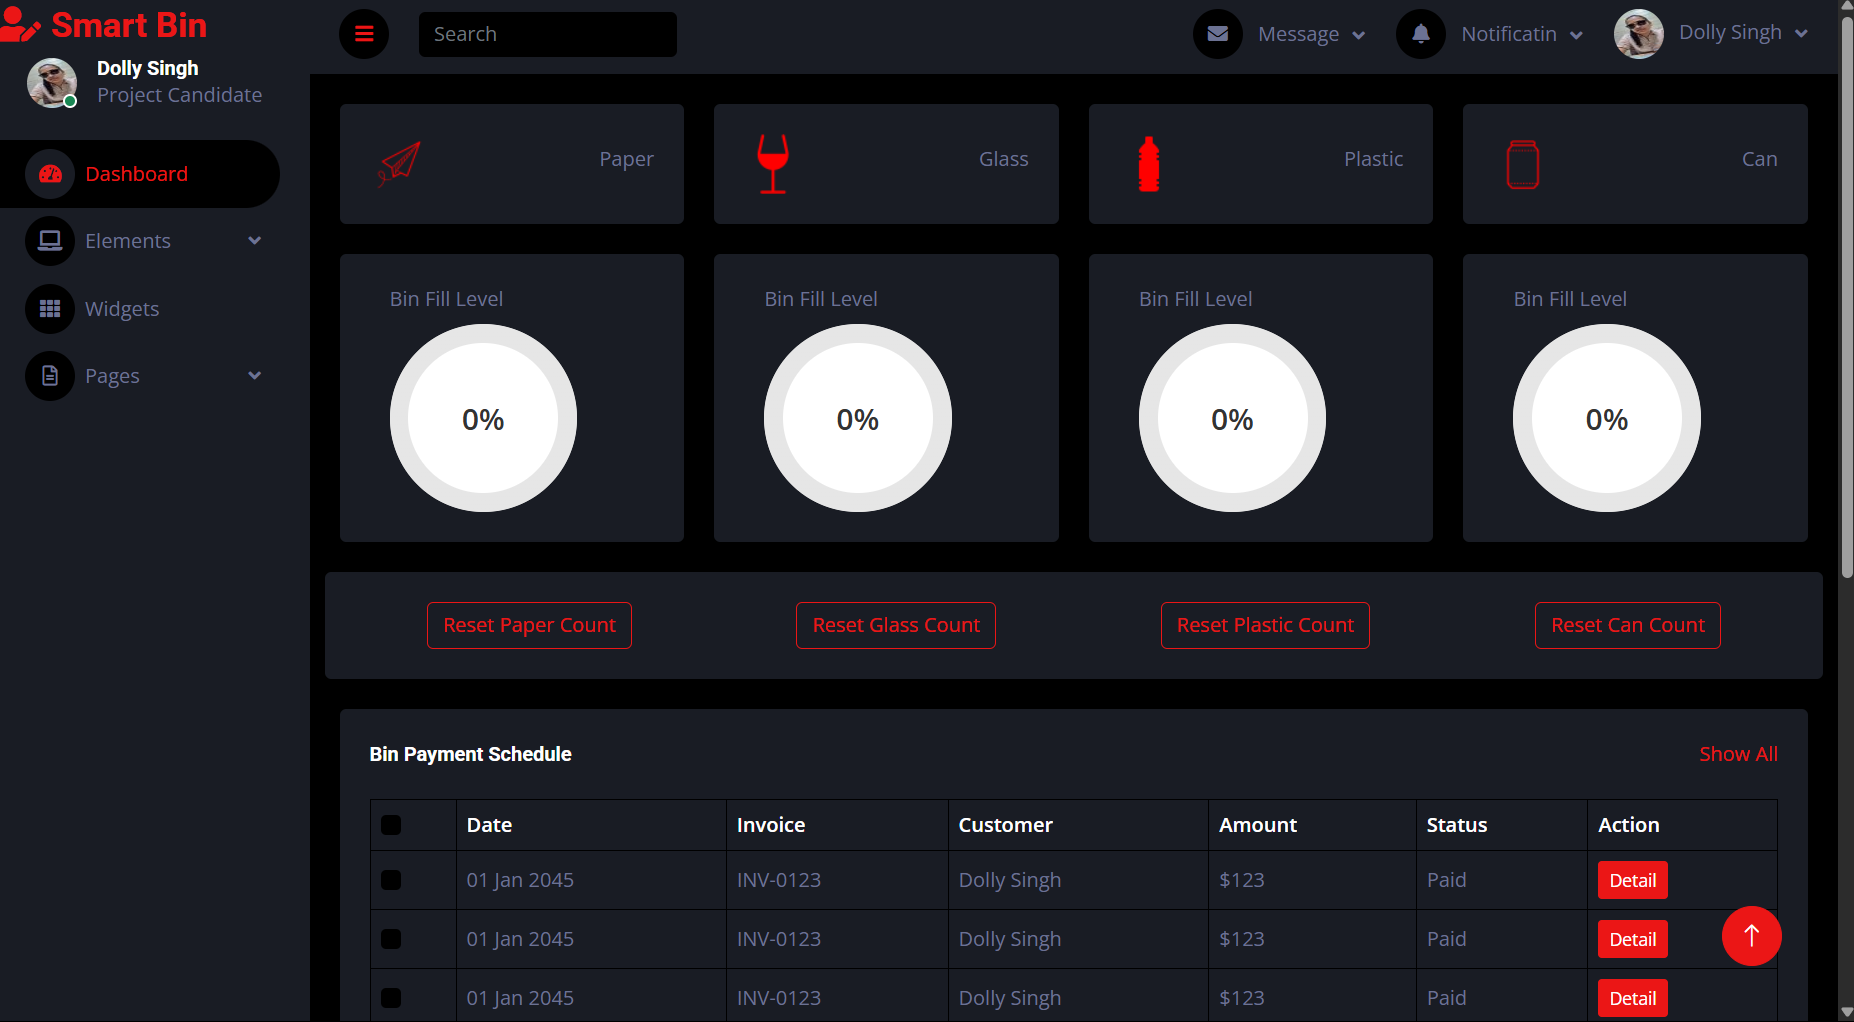 Smart Bin
Dolly Singh
Project Candidate
Dashboard
Elements
Widgets
Pages
Search
Message
Notificatin
Dolly Singh
Paper
Glass
Plastic
Can
Bin Fill Level
0%
Bin Fill Level
0%
Bin Fill Level
0%
Bin Fill Level
0%
Reset Paper Count
Reset Glass Count
Reset Plastic Count
Reset Can Count
Bin Payment Schedule
Show All
Date Invoice Customer Amount Status Action
01 Jan 2045 INV-0123 Dolly Singh $123 Paid Detail
01 Jan 2045 INV-0123 Dolly Singh $123 Paid Detail
01 Jan 2045 INV-0123 Dolly Singh $123 Paid Detail